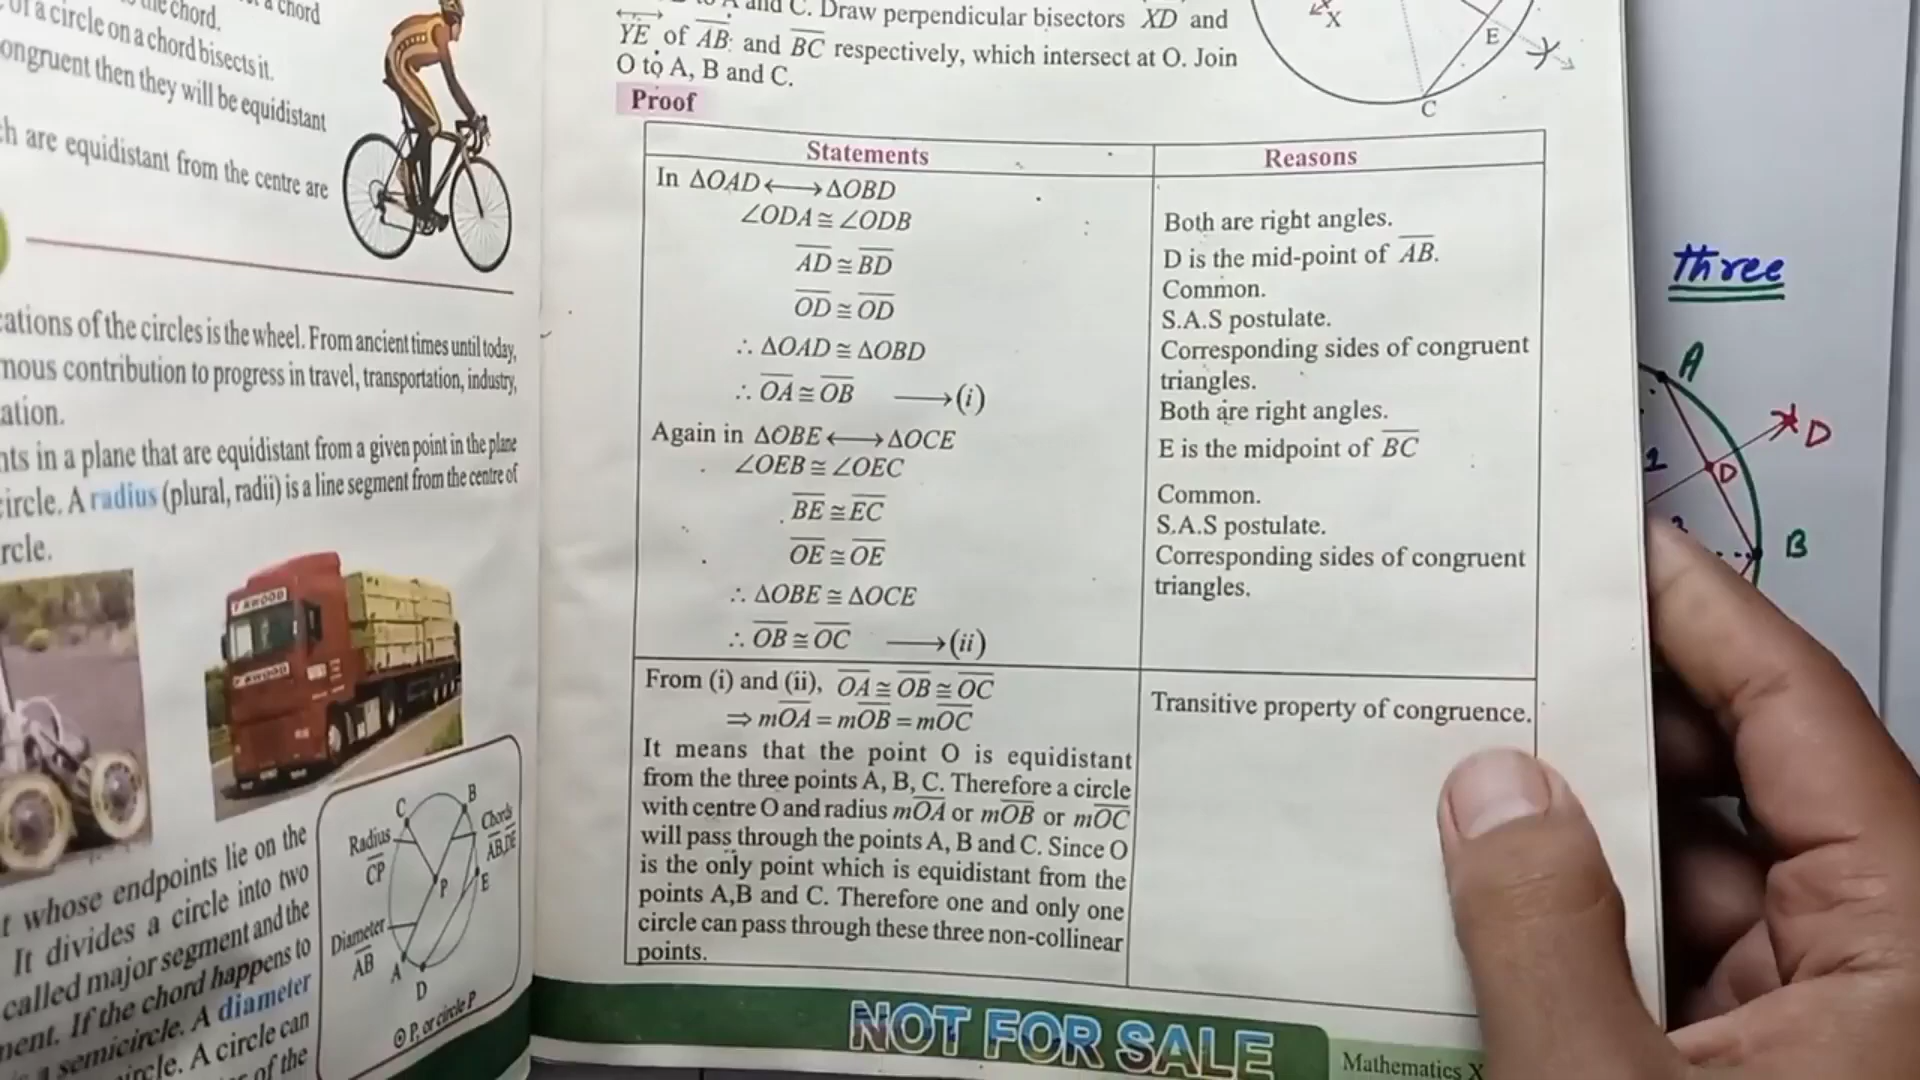 a chord
the chord.
of a circle on a chord bisects it.
congruent then they will be equidistant
are equidistant from the centre are
of the circles is the wheel. From ancient times until today,
contribution to progress in travel, transportation, industry,
in a plane that are equidistant from a given point in the plane
A radius (plural, radii) is a line segment from the centre of
whose endpoints lie on the
It divides a circle into two
called major segment and the
If the chord happens to
a semicircle. A diameter
A circle can
of the
C
B
Radius
CP
Chords
AB, DE
P
E
Diameter
AB
A
D
⊙ P, or circle P
A and C. Draw perpendicular bisectors XD and
YE of AB and BC respectively, which intersect at O. Join
O to A, B and C.
X
E
C
Proof
Statements
Reasons
In ΔOAD ⟷ ΔOBD
∠ODA ≅ ∠ODB
Both are right angles.
AD ≅ BD
D is the mid-point of AB.
OD ≅ OD
Common.
S.A.S postulate.
∴ ΔOAD ≅ ΔOBD
Corresponding sides of congruent
triangles.
∴ OA ≅ OB ⟶ (i)
Both are right angles.
Again in ΔOBE ⟷ ΔOCE
E is the midpoint of BC
∠OEB ≅ ∠OEC
Common.
BE ≅ EC
S.A.S postulate.
OE ≅ OE
Corresponding sides of congruent
triangles.
∴ ΔOBE ≅ ΔOCE
∴ OB ≅ OC ⟶ (ii)
From (i) and (ii), OA ≅ OB ≅ OC
Transitive property of congruence.
⇒ mOA = mOB = mOC
It means that the point O is equidistant
from the three points A, B, C. Therefore a circle
with centre O and radius mOA or mOB or mOC
will pass through the points A, B and C. Since O
is the only point which is equidistant from the
points A,B and C. Therefore one and only one
circle can pass through these three non-collinear
points.
NOT FOR SALE
Mathematics X
three
A
D
D
B